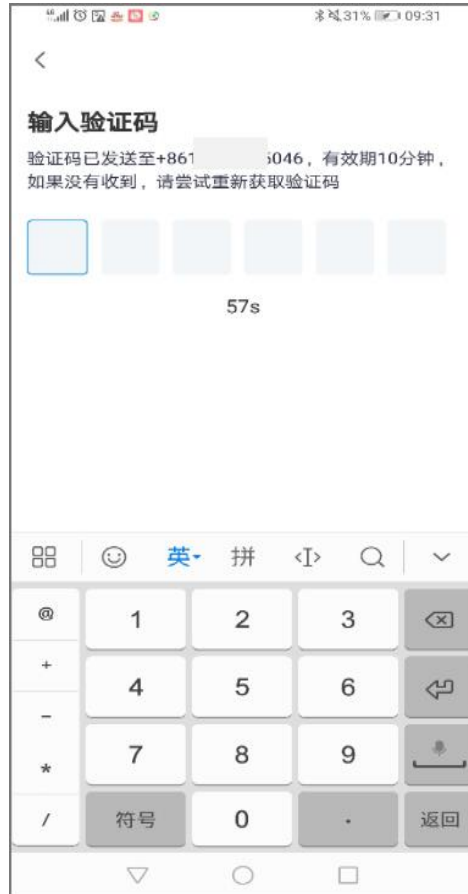 31% 09:31
输入验证码
验证码已发送至+861 5046，有效期10分钟，
如果没有收到，请尝试重新获取验证码
57s
英 拼
@ 1 2 3
+ 4 5 6
- 7 8 9
*
/ 符号 0 . 返回